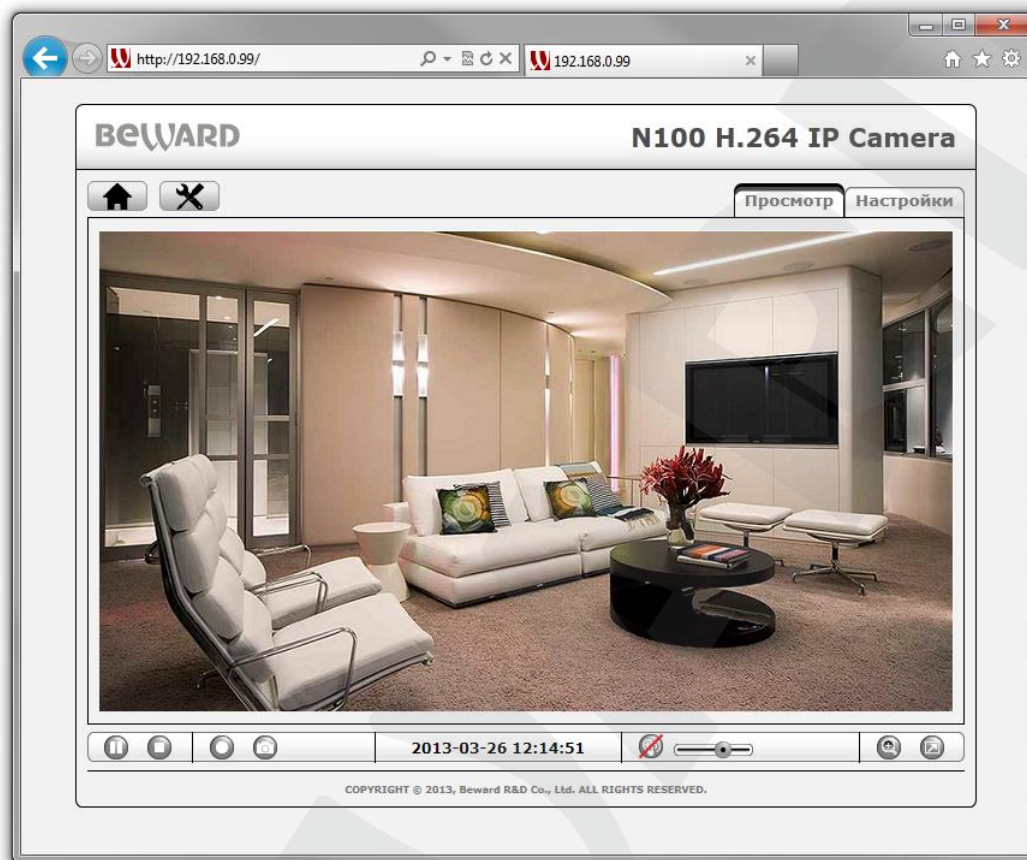 http://192.168.0.99/
192.168.0.99
BEWARD
N100 H.264 IP Camera
Просмотр
Настройки
2013-03-26 12:14:51
COPYRIGHT © 2013, Beward R&D Co., Ltd. ALL RIGHTS RESERVED.